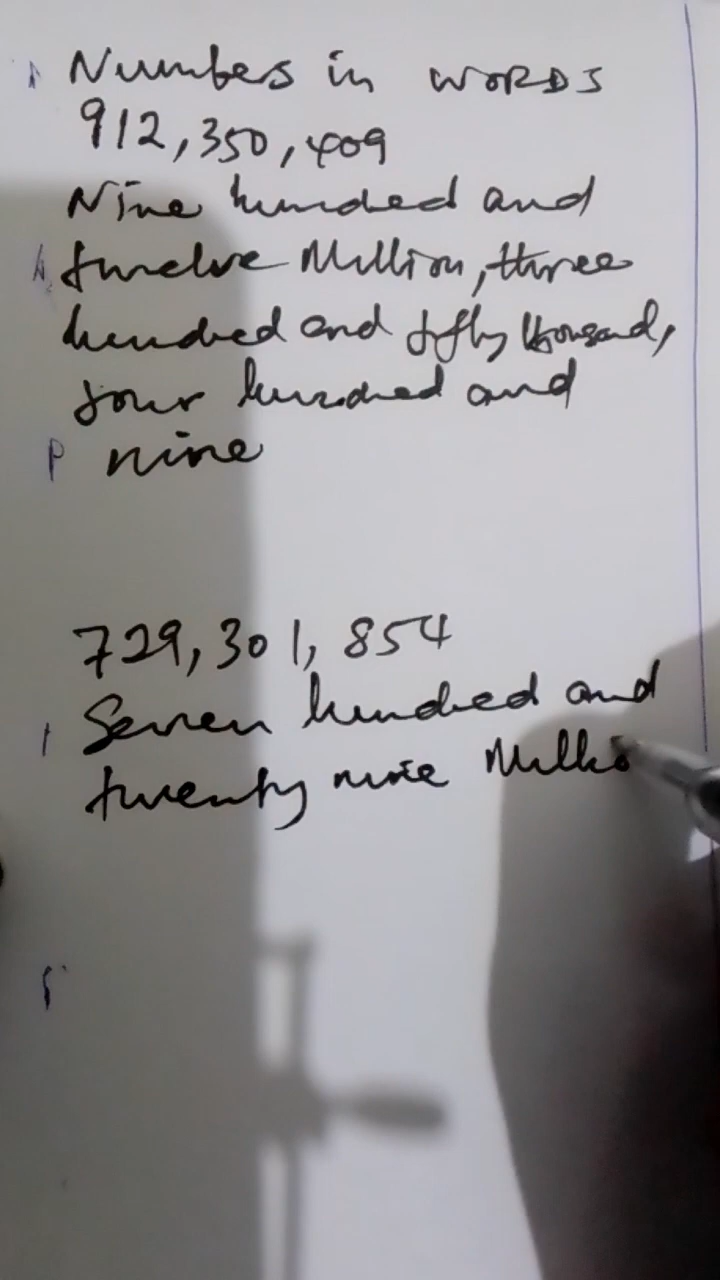 Numbers in WORDS
912,350,409
Nine hundred and
twelve Million, three
hundred and fifty thousand,
four hundred and
nine
729,301,854
Seven hundred and
twenty nine Millio